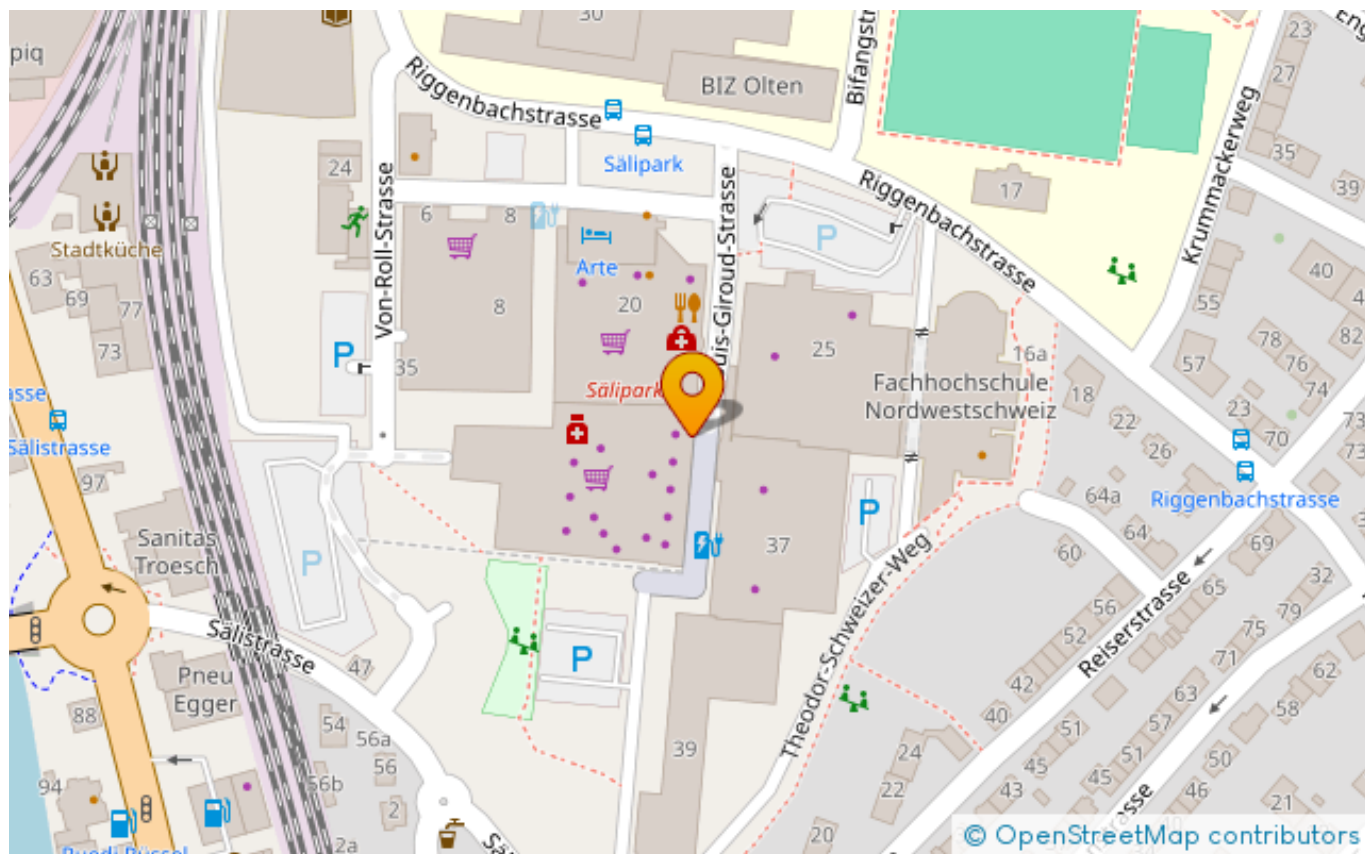 30
piq
BIZ Olten
Bifangstr
23
27
Riggenbachstrasse
Krummackerweg
Sälipark
35
24
39
Riggenbachstrasse
17
Von-Roll-Strasse
6
8
Stadtküche
P
63
69
77
Arte
40
20
55
8
25
73
P
78
82
16a
35
57
76
Fachhochschule
Nordwestschweiz
74
18
Sälipark
asse
22
23
73
Sälistrasse
70
26
97
64a
Riggenbachstrasse
P
Sanitas
Troesch
64
37
60
69
P
Theodor-Schweizer-Weg
32
65
56
79
Reiserstrasse
52
75
Sälistrasse
P
71
47
62
Pneu
Egger
42
63
58
88
40
57
54
51
39
24
51
56a
50
45
56
45
94
56b
22
43
46
2
21
20
2a
© OpenStreetMap contributors